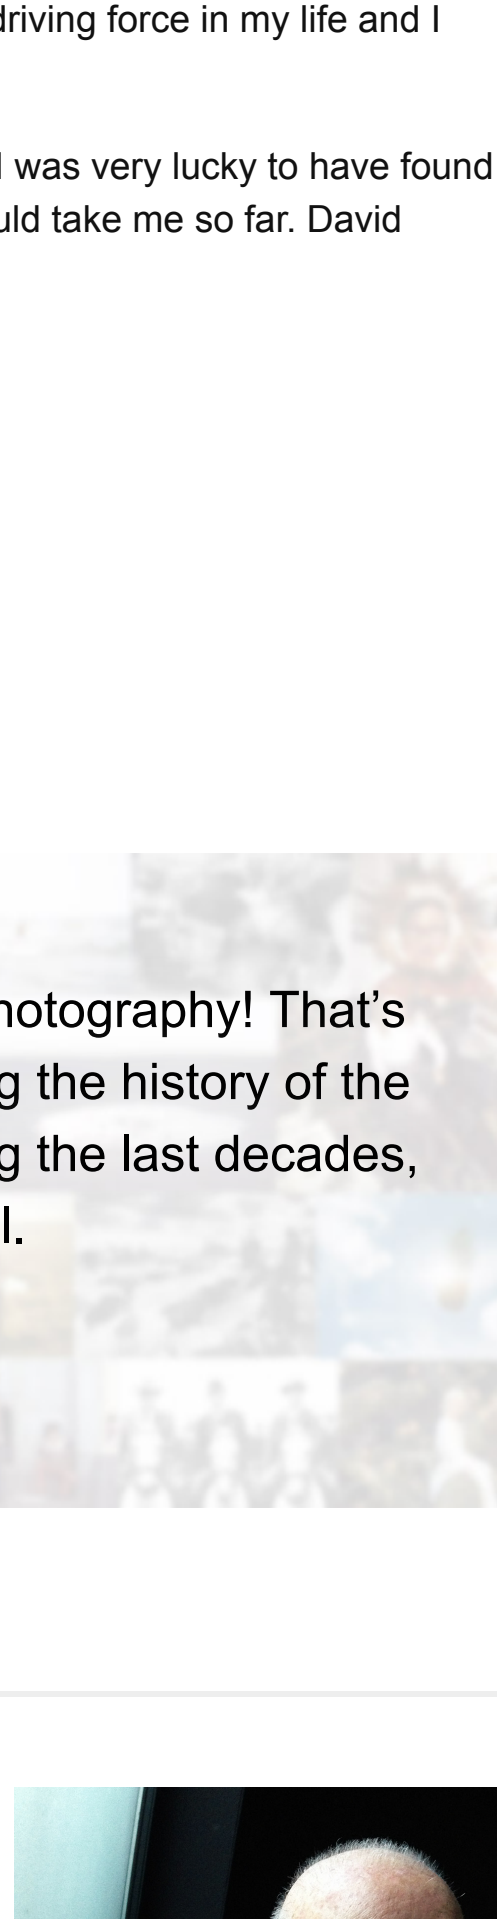 driving force in my life and I
I was very lucky to have found
uld take me so far. David
notography! That’s
g the history of the
g the last decades,
l.